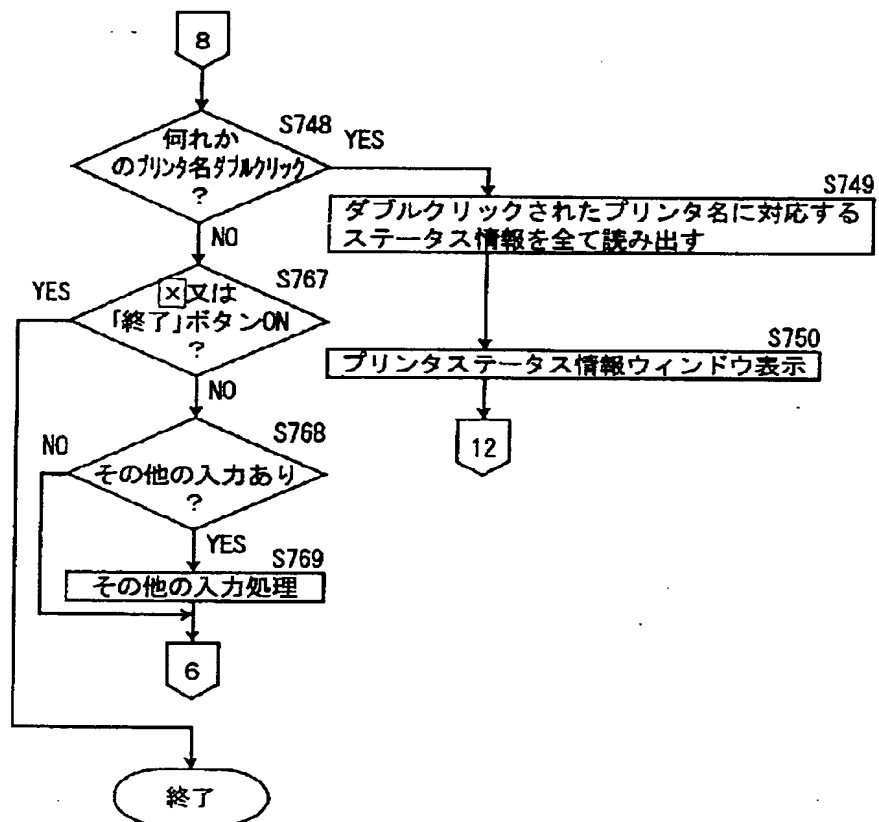 8
S748
何れか
のプリンタ名ダブルクリック
?
YES
NO
S749
ダブルクリックされたプリンタ名に対応する
ステータス情報を全て読み出す
S750
プリンタステータス情報ウィンドウ表示
12
S767
×又は
「終了」ボタンON
?
YES
NO
S768
その他の入力あり
?
NO
YES
S769
その他の入力処理
6
終了